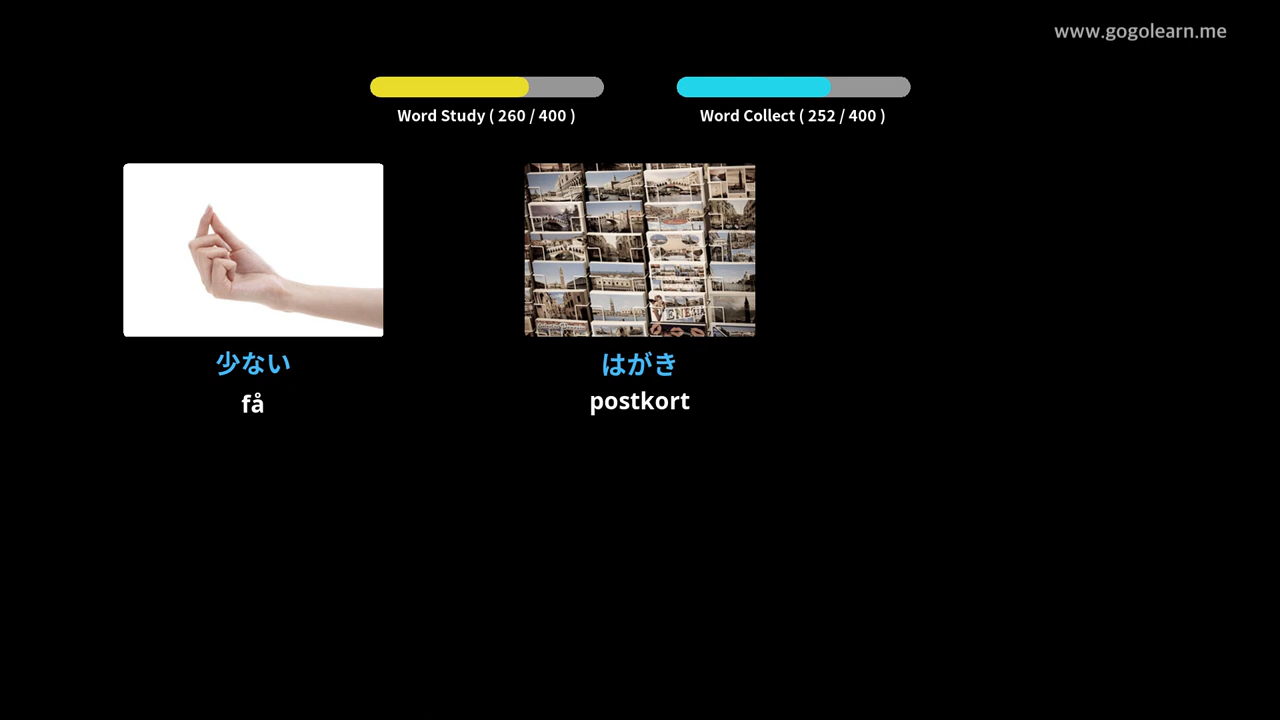 www.gogolearn.me
Word Study ( 260 / 400 )
Word Collect ( 252 / 400 )
少ない
få
はがき
postkort
VENEZ